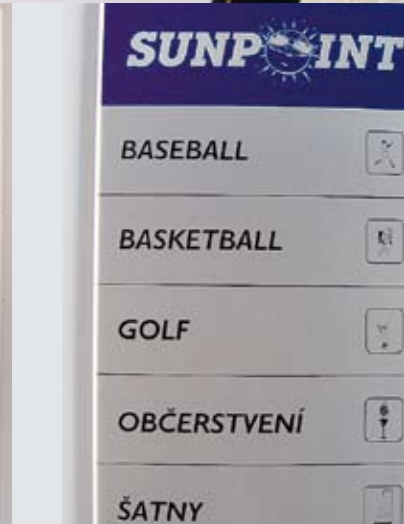 SUNPOINT
BASEBALL
BASKETBALL
GOLF
OBČERSTVENÍ
ŠATNY